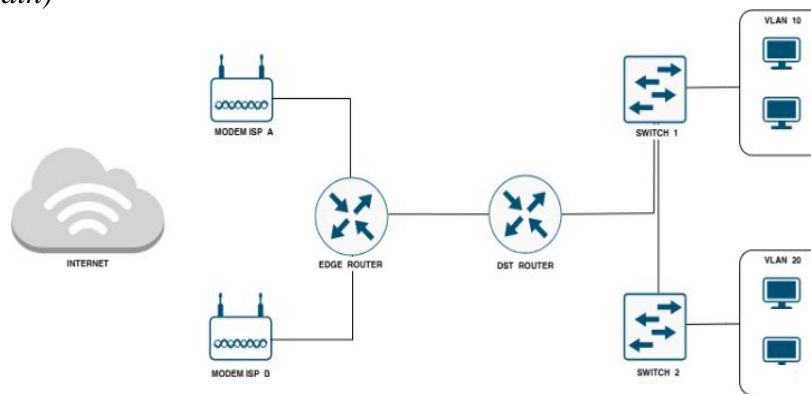 VLAN 10
MODEM ISP A
SWITCH 1
INTERNET
EDGE ROUTER
DST ROUTER
VLAN 20
MODEM ISP
SWITCH 2